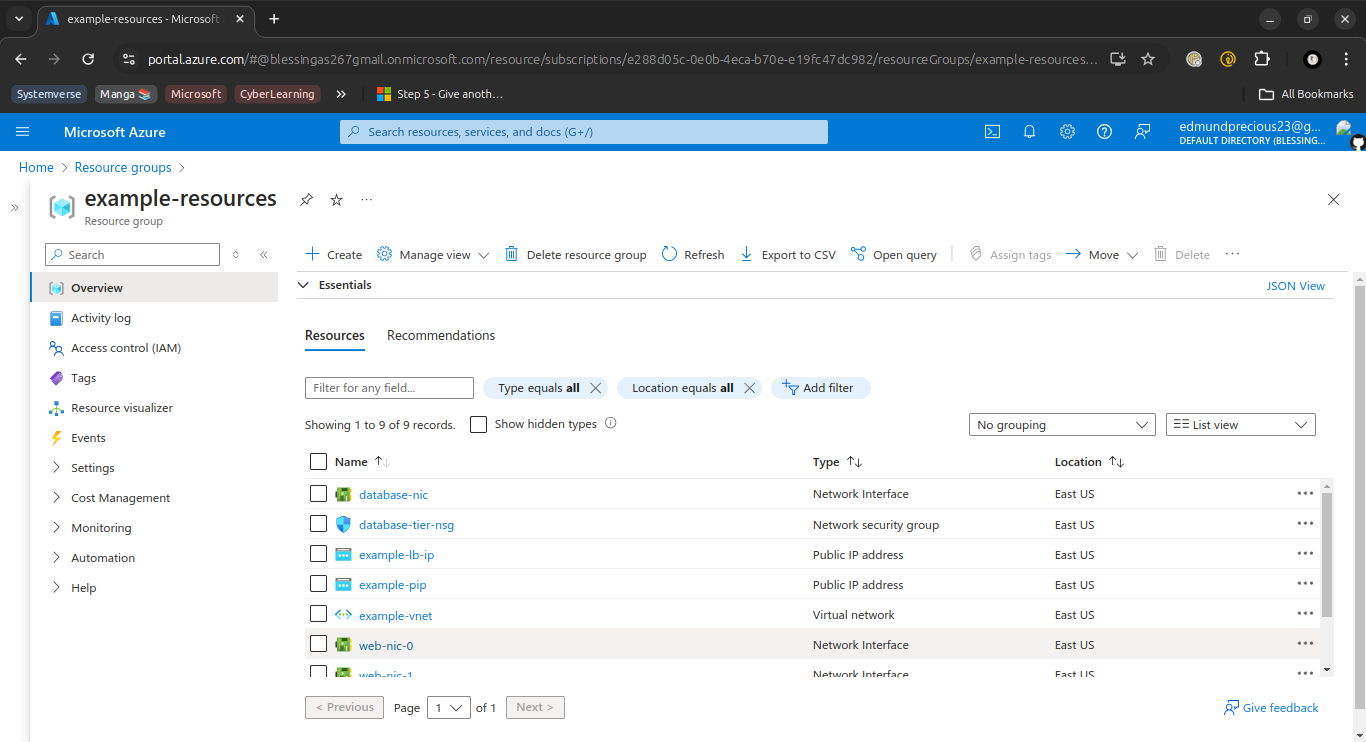 example-resources - Microsoft
portal.azure.com/#@blessingas267gmail.onmicrosoft.com/resource/subscriptions/e288d05c-0e0b-4eca-b70e-e19fc47dc982/resourceGroups/example-resources...
Systemverse Manga Microsoft CyberLearning Step 5 - Give anoth... All Bookmarks
Microsoft Azure Search resources, services, and docs (G+/) edmundprecious23@g...
DEFAULT DIRECTORY (BLESSING...
Home > Resource groups >
example-resources ...
Resource group
Search
Overview
Activity log
Access control (IAM)
Tags
Resource visualizer
Events
Settings
Cost Management
Monitoring
Automation
Help
Create Manage view Delete resource group Refresh Export to CSV Open query Assign tags Move Delete ...
Essentials JSON View
Resources Recommendations
Filter for any field... Type equals all Location equals all Add filter
Showing 1 to 9 of 9 records. Show hidden types No grouping List view
Name Type Location
database-nic Network Interface East US
database-tier-nsg Network security group East US
example-lb-ip Public IP address East US
example-pip Public IP address East US
example-vnet Virtual network East US
web-nic-0 Network Interface East US
web-nic-1 Network Interface East US
< Previous Page 1 of 1 Next > Give feedback